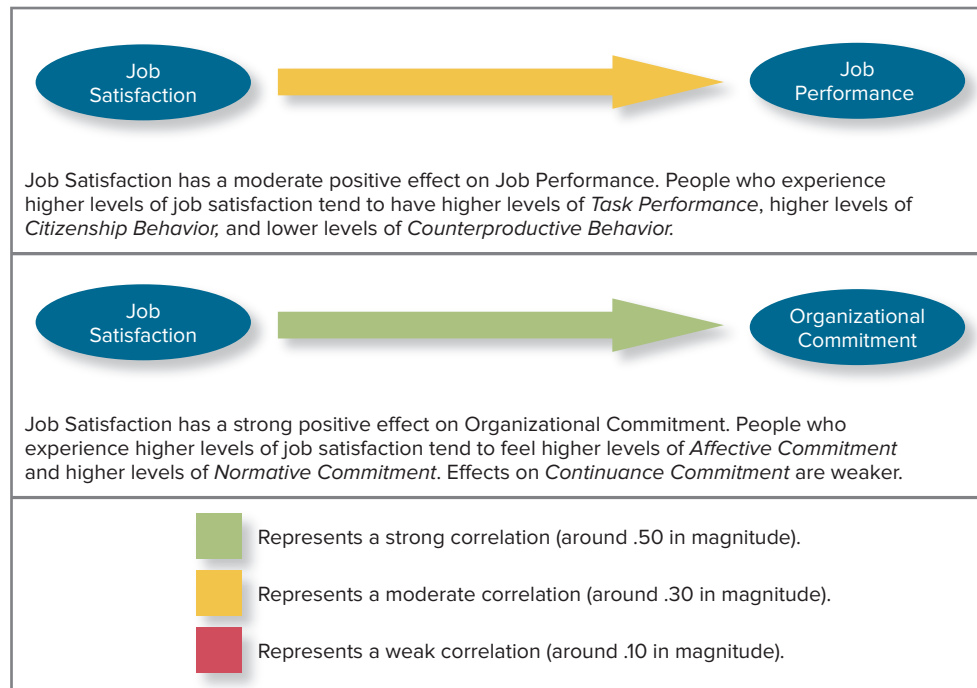 Job
Satisfaction
Job
Performance
Job Satisfaction has a moderate positive effect on Job Performance. People who experience
higher levels of job satisfaction tend to have higher levels of Task Performance, higher levels of
Citizenship Behavior, and lower levels of Counterproductive Behavior.
Job
Satisfaction
Organizational
Commitment
Job Satisfaction has a strong positive effect on Organizational Commitment. People who
experience higher levels of job satisfaction tend to feel higher levels of Affective Commitment
and higher levels of Normative Commitment. Effects on Continuance Commitment are weaker.
Represents a strong correlation (around .50 in magnitude).
Represents a moderate correlation (around .30 in magnitude).
Represents a weak correlation (around .10 in magnitude).